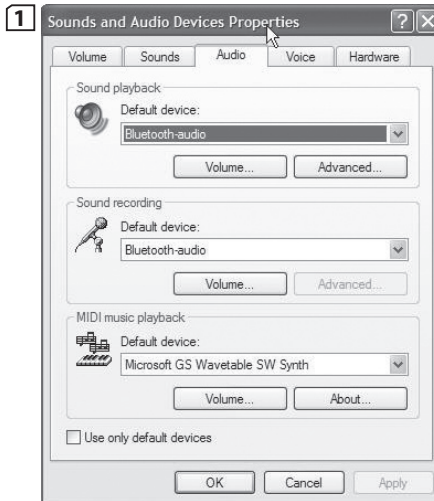 1
Sounds and Audio Devices Properties
Volume Sounds Audio Voice Hardware
Sound playback
Default device:
Bluetooth-audio
Volume... Advanced...
Sound recording
Default device:
Bluetooth-audio
Volume... Advanced...
MIDI music playback
Default device:
Microsoft GS Wavetable SW Synth
Volume... About...
Use only default devices
OK Cancel Apply